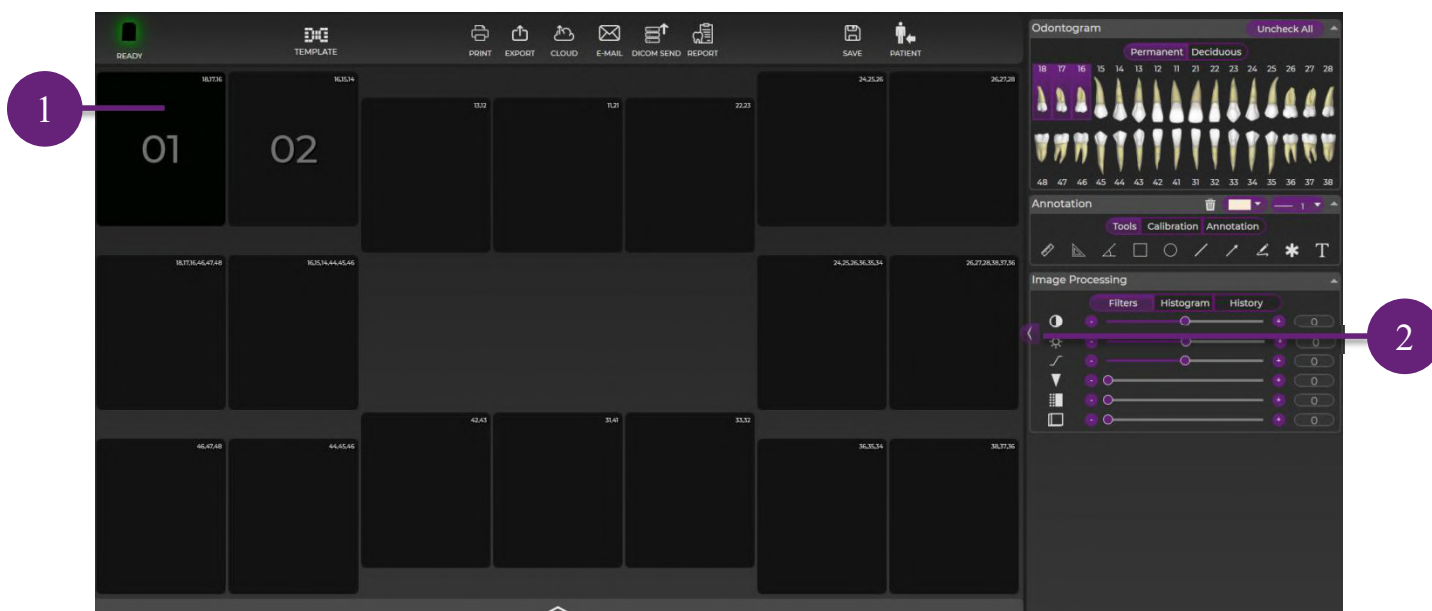 READY
TEMPLATE
PRINT EXPORT CLOUD E-MAIL DICOM SEND REPORT
SAVE PATIENT
1
18,17,16
16,15,14
13,12
11,21
22,23
24,25,26
26,27,28
01
02
18,17,16,46,47,48
16,15,14,44,45,46
24,25,26,36,35,34
26,27,28,38,37,36
42,43
31,41
33,32
46,47,48
44,45,46
36,35,34
38,37,36
Odontogram Uncheck All
Permanent Deciduous
18 17 16 15 14 13 12 11 21 22 23 24 25 26 27 28
48 47 46 45 44 43 42 41 31 32 33 34 35 36 37 38
Annotation 1
Tools Calibration Annotation
T
Image Processing
Filters Histogram History
0
0
0
0
0
0
2